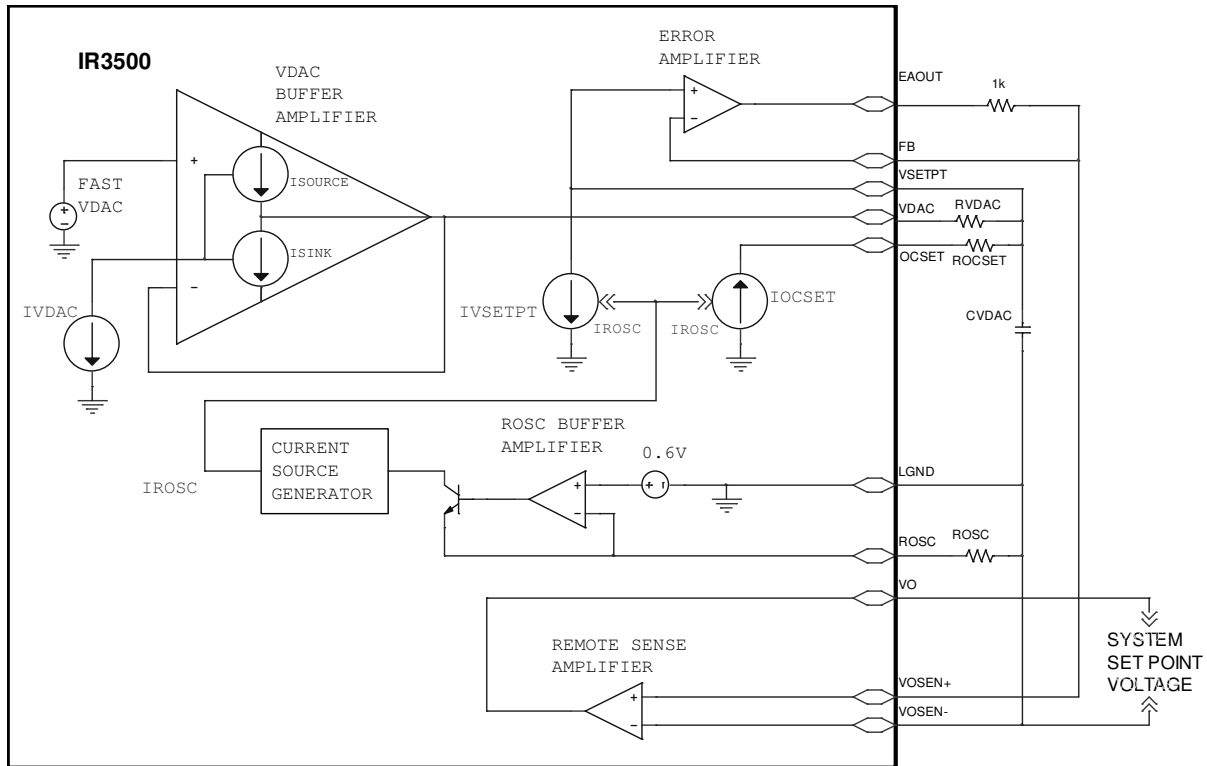 IR3500
VDAC
BUFFER
AMPLIFIER
ERROR
AMPLIFIER
EAOUT
1k
+
-
FB
VSETPT
+
ISOURCE
FAST
VDAC
+
-
VDAC
RVDAC
OCSET
ROCSET
ISINK
-
IVDAC
IVSETPT
IROSC
IROSC
IOCSET
CVDAC
ROSC BUFFER
AMPLIFIER
CURRENT
SOURCE
GENERATOR
IROSC
0.6V
+
-
+
LGND
ROSC
ROSC
VO
REMOTE SENSE
AMPLIFIER
SYSTEM
SET POINT
VOLTAGE
+
-
VOSEN+
VOSEN-